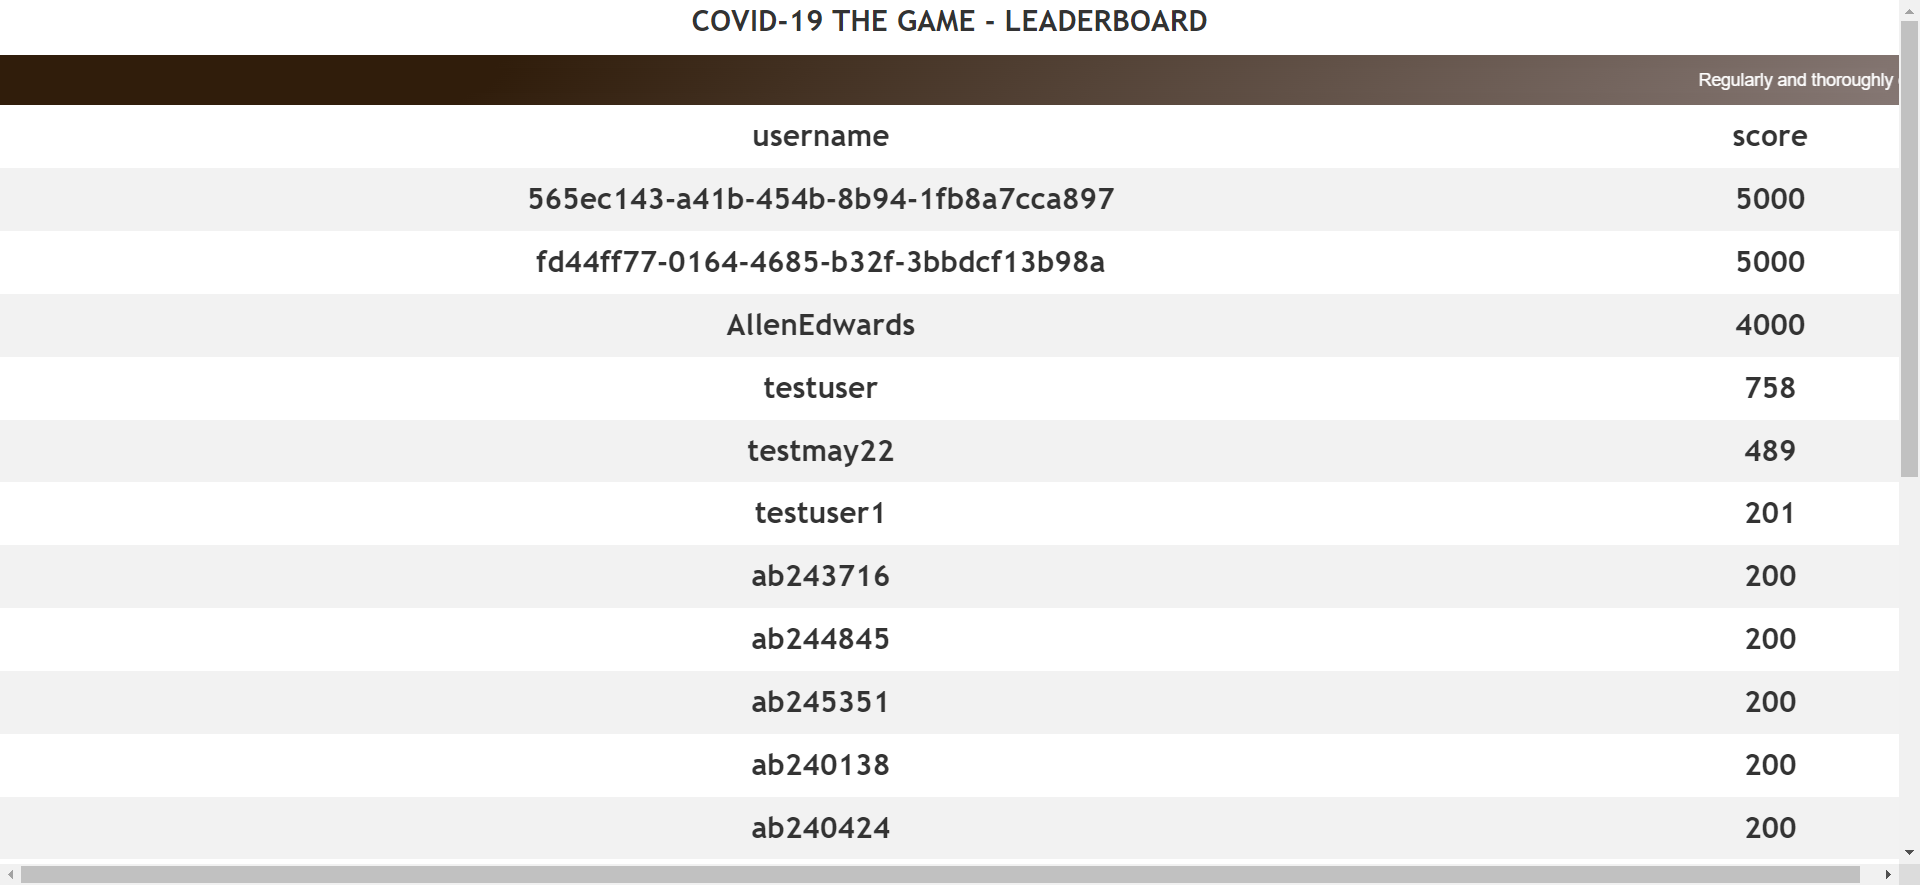 COVID-19 THE GAME - LEADERBOARD
Regularly and thoroughly
username score
565ec143-a41b-454b-8b94-1fb8a7cca897 5000
fd44ff77-0164-4685-b32f-3bbdcf13b98a 5000
AllenEdwards 4000
testuser 758
testmay22 489
testuser1 201
ab243716 200
ab244845 200
ab245351 200
ab240138 200
ab240424 200